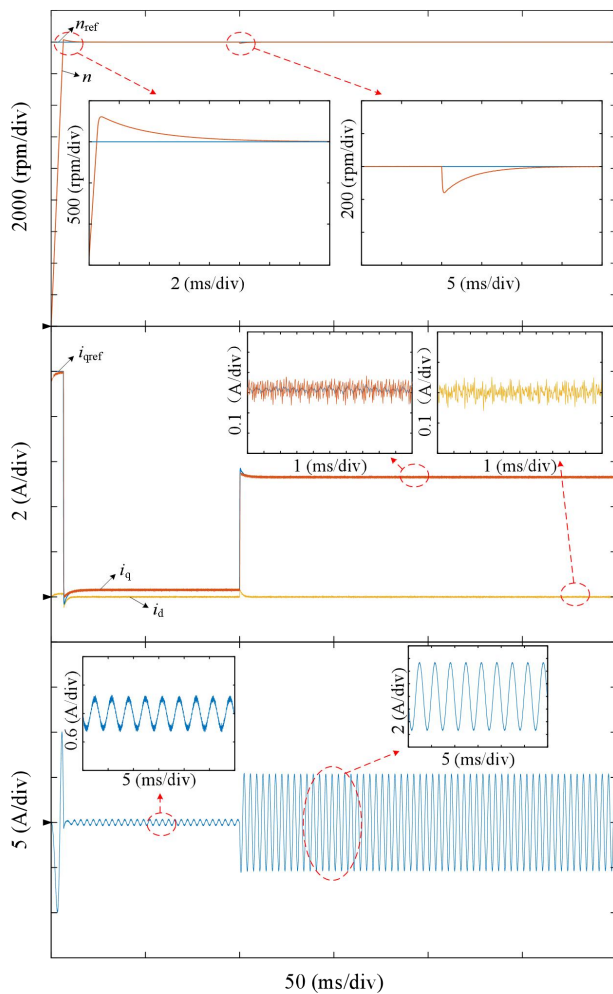 n_ref
n
2000 (rpm/div)
500 (rpm/div)
2 (ms/div)
200 (rpm/div)
5 (ms/div)
i_qref
2 (A/div)
0.1 (A/div)
1 (ms/div)
0.1 (A/div)
1 (ms/div)
i_q
i_d
5 (A/div)
0.6 (A/div)
5 (ms/div)
2 (A/div)
5 (ms/div)
50 (ms/div)